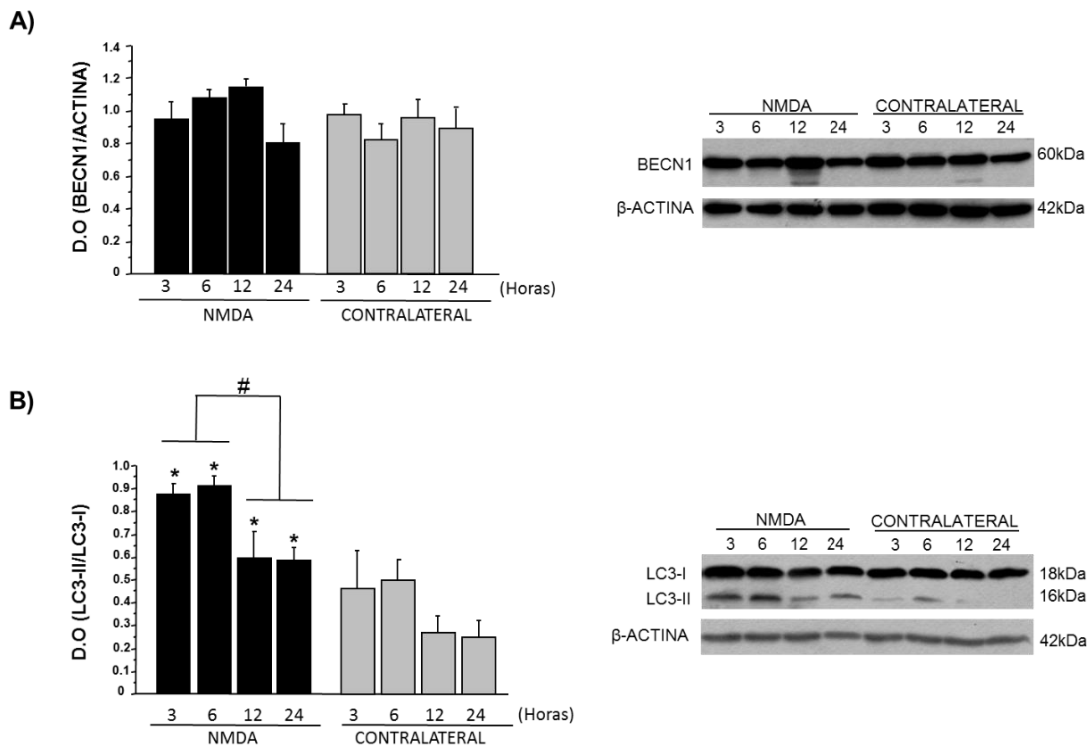 A)
D.O (BECN1/ACTINA)
1.4
1.2
1.0
0.8
0.6
0.4
0.2
0
3 6 12 24 3 6 12 24 (Horas)
NMDA CONTRALATERAL
NMDA CONTRALATERAL
3 6 12 24 3 6 12 24
BECN1 60kDa
β-ACTINA 42kDa
B)
#
D.O (LC3-II/LC3-I)
1.0
0.9
0.8
0.7
0.6
0.5
0.4
0.3
0.2
0.1
0
* * * *
3 6 12 24 3 6 12 24 (Horas)
NMDA CONTRALATERAL
NMDA CONTRALATERAL
3 6 12 24 3 6 12 24
LC3-I 18kDa
LC3-II 16kDa
β-ACTINA 42kDa